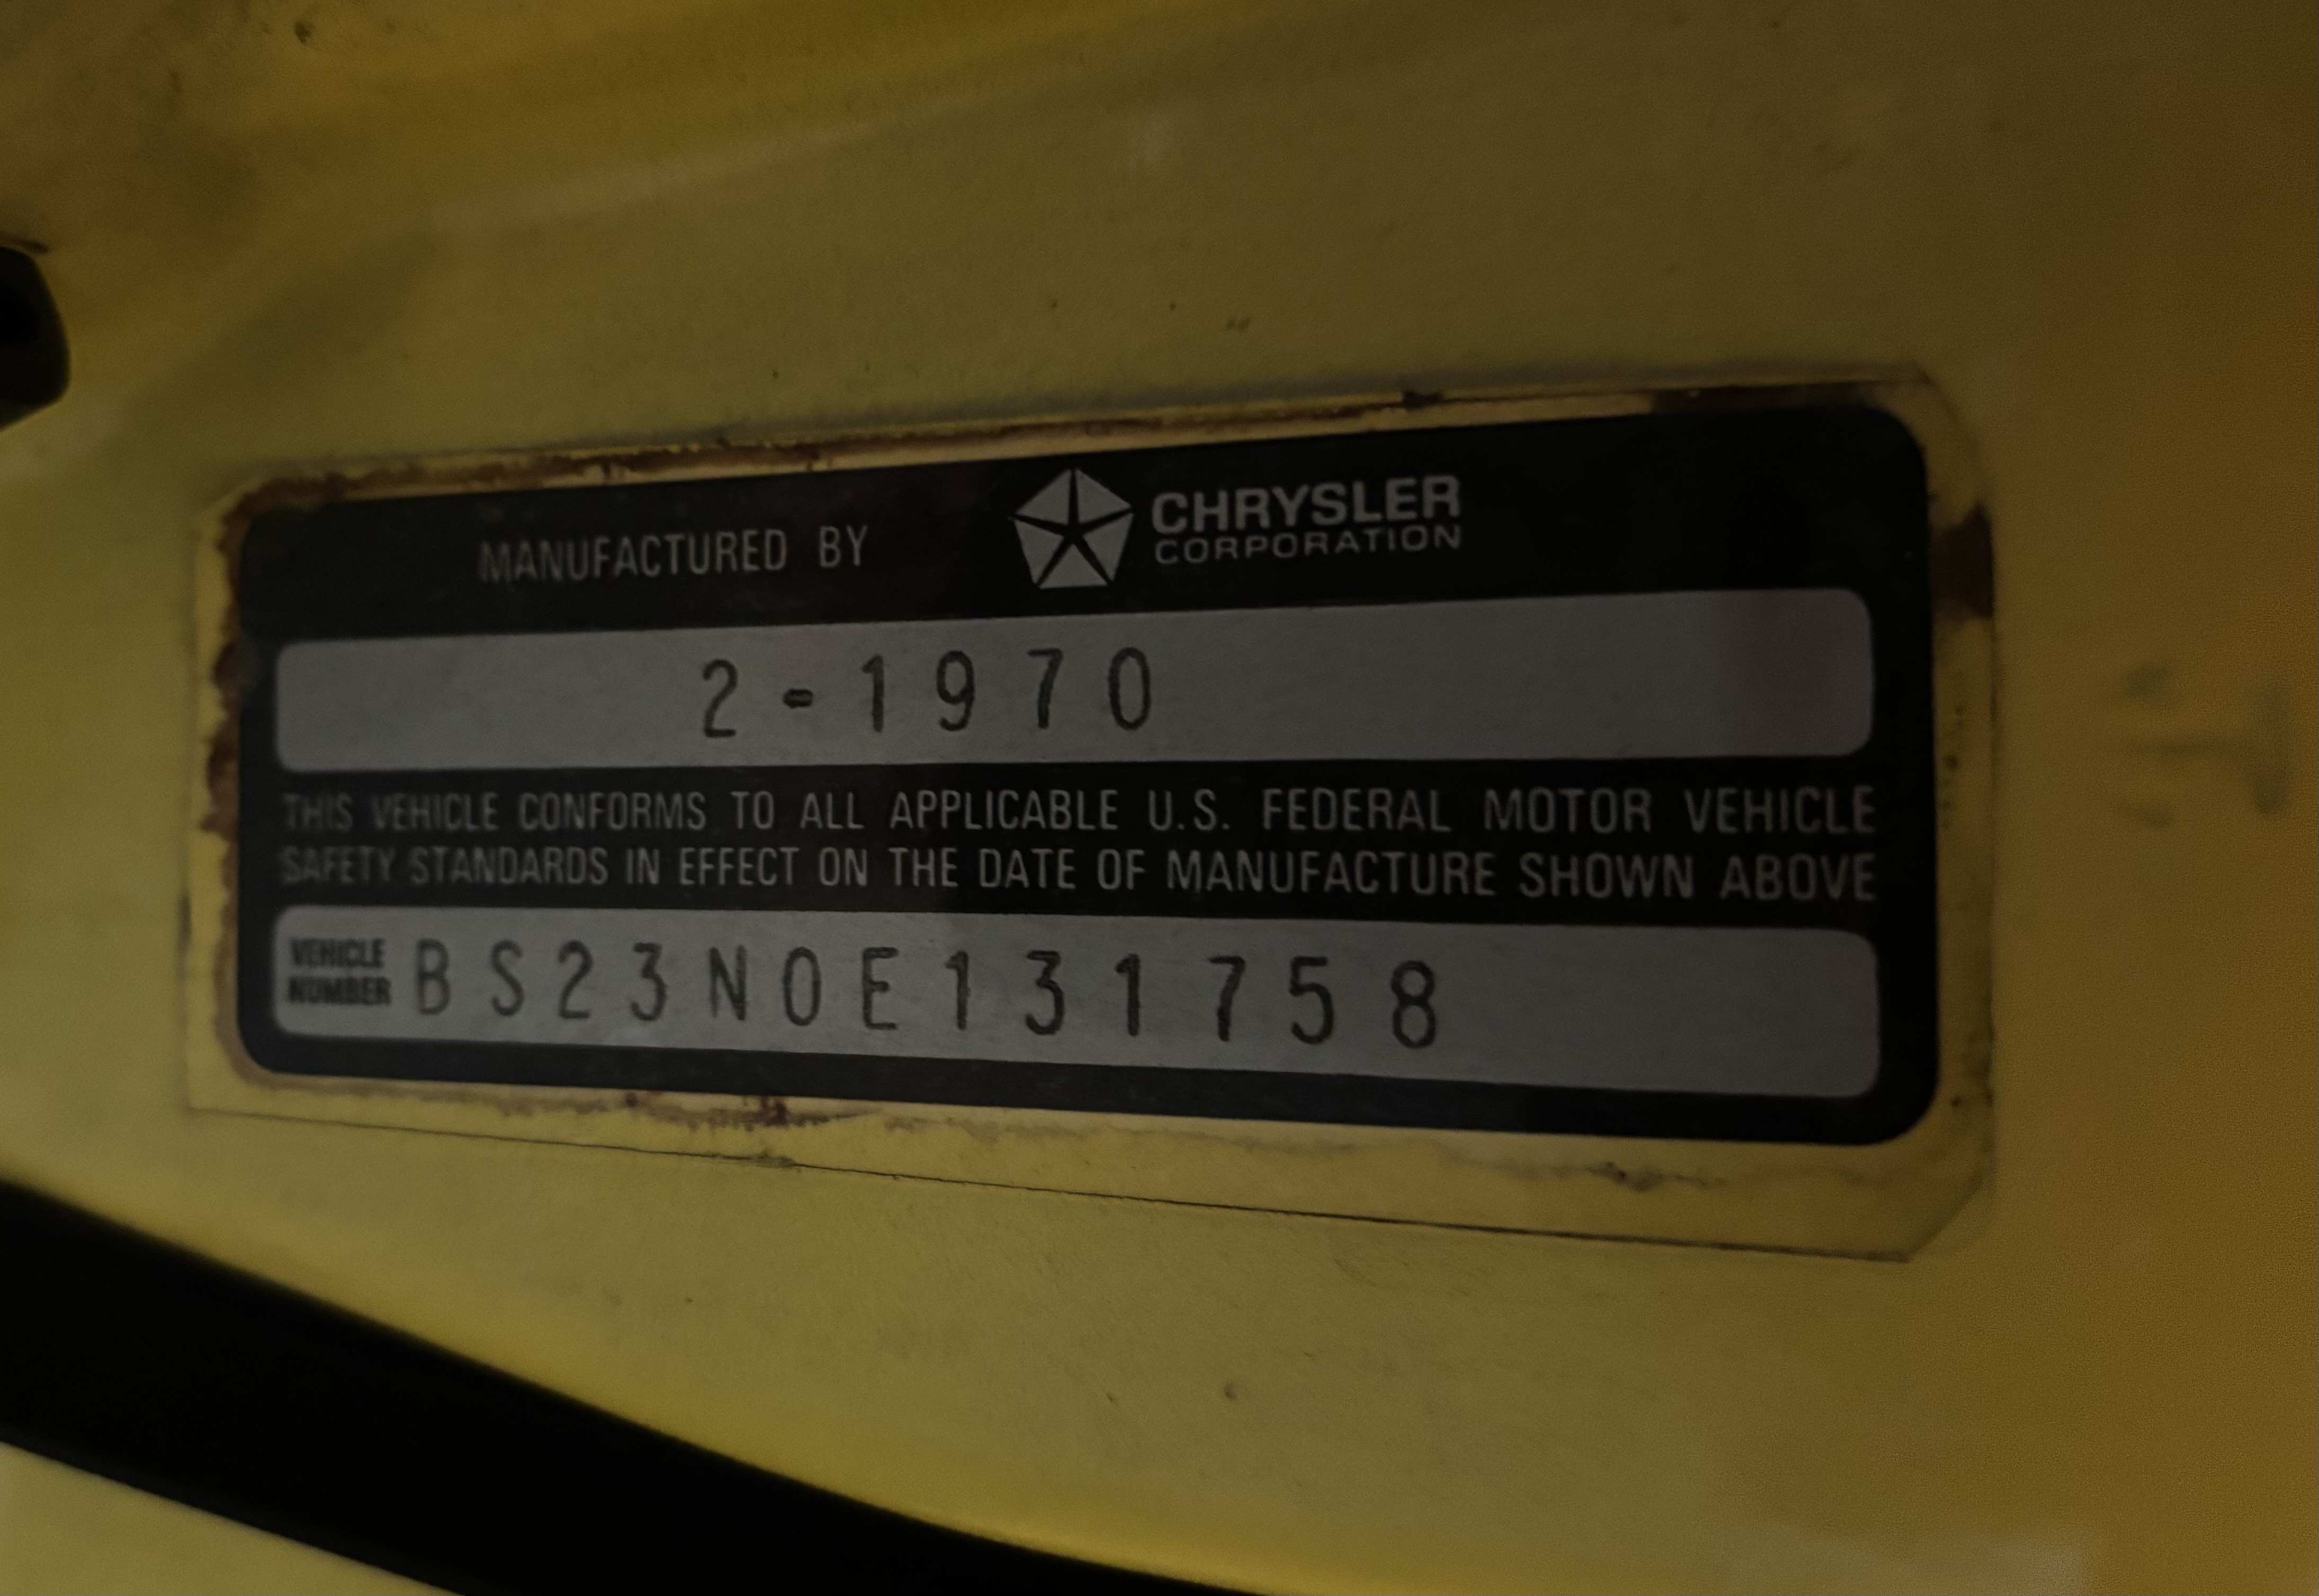 MANUFACTURED BY CHRYSLER
CORPORATION
2-1970
THIS VEHICLE CONFORMS TO ALL APPLICABLE U.S. FEDERAL MOTOR VEHICLE
SAFETY STANDARDS IN EFFECT ON THE DATE OF MANUFACTURE SHOWN ABOVE
VEHICLE
NUMBER BS23N0E131758